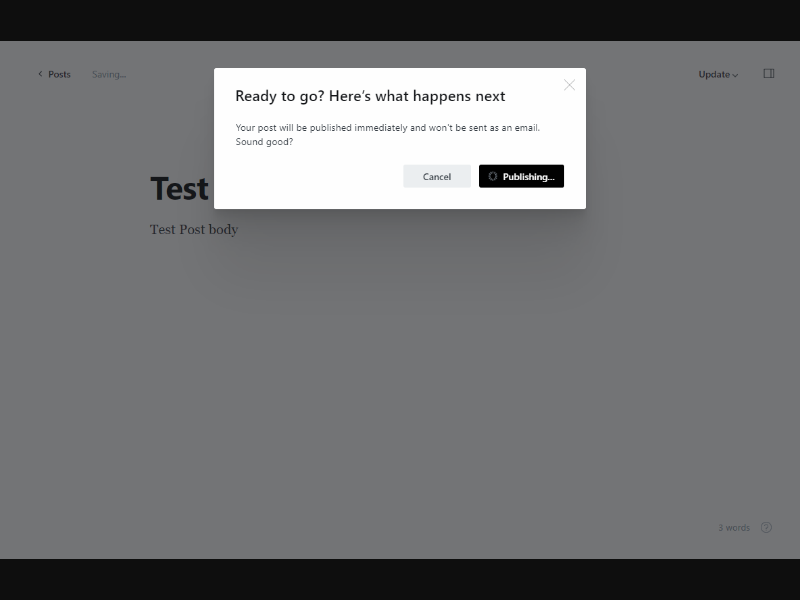 Posts
Saving...
Update
Ready to go? Here's what happens next
Your post will be published immediately and won't be sent as an email.
Sound good?
Cancel
Publishing...
Test
Test Post body
3 words